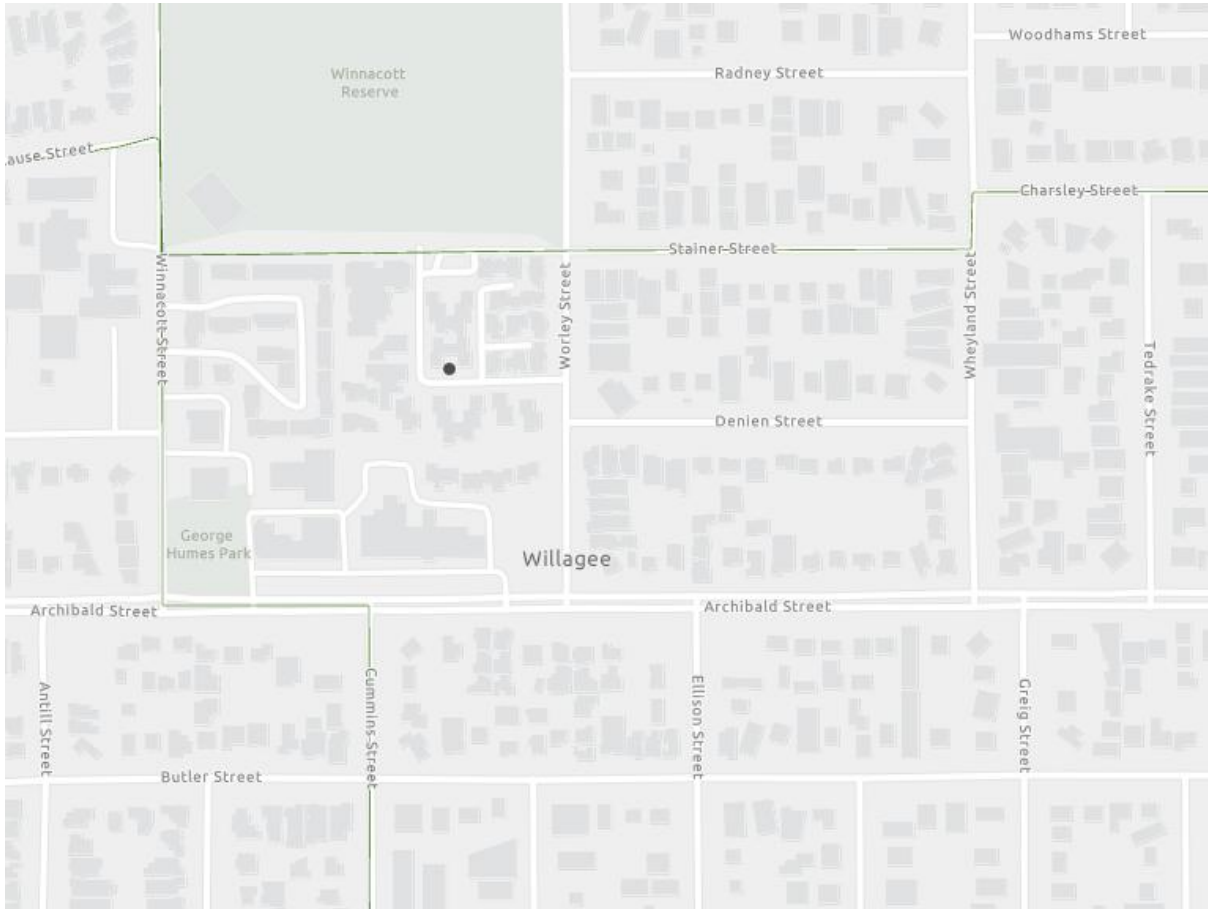 Woodhams Street
Winnacott
Reserve
Radney Street
ause Street
Charsley Street
Stainer Street
Winnacott Street
Worley Street
Wheyland Street
Tedrake Street
Denien Street
George
Humes Park
Willagee
Archibald Street
Archibald Street
Antill Street
Cummins Street
Ellison Street
Greig Street
Butler Street